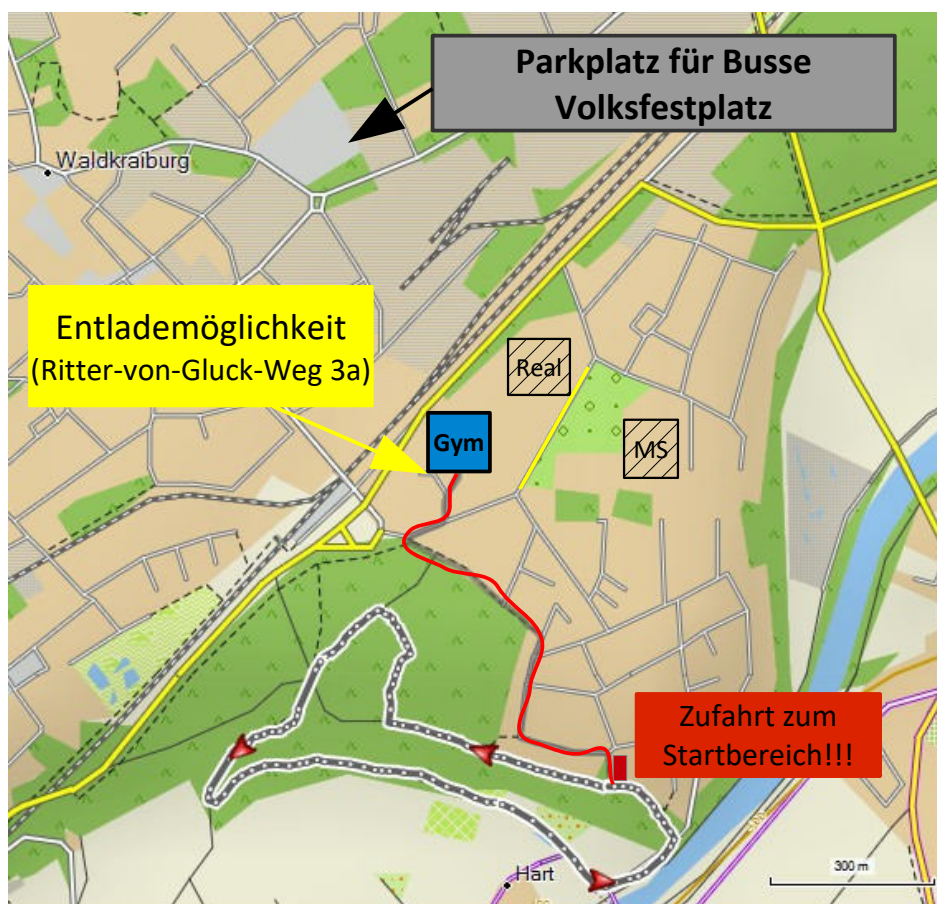 Parkplatz für Busse
Volksfestplatz
Waldkraiburg
Entlademöglichkeit
(Ritter-von-Gluck-Weg 3a)
Real
Gym
MS
Zufahrt zum
Startbereich!!!
Hart
300 m